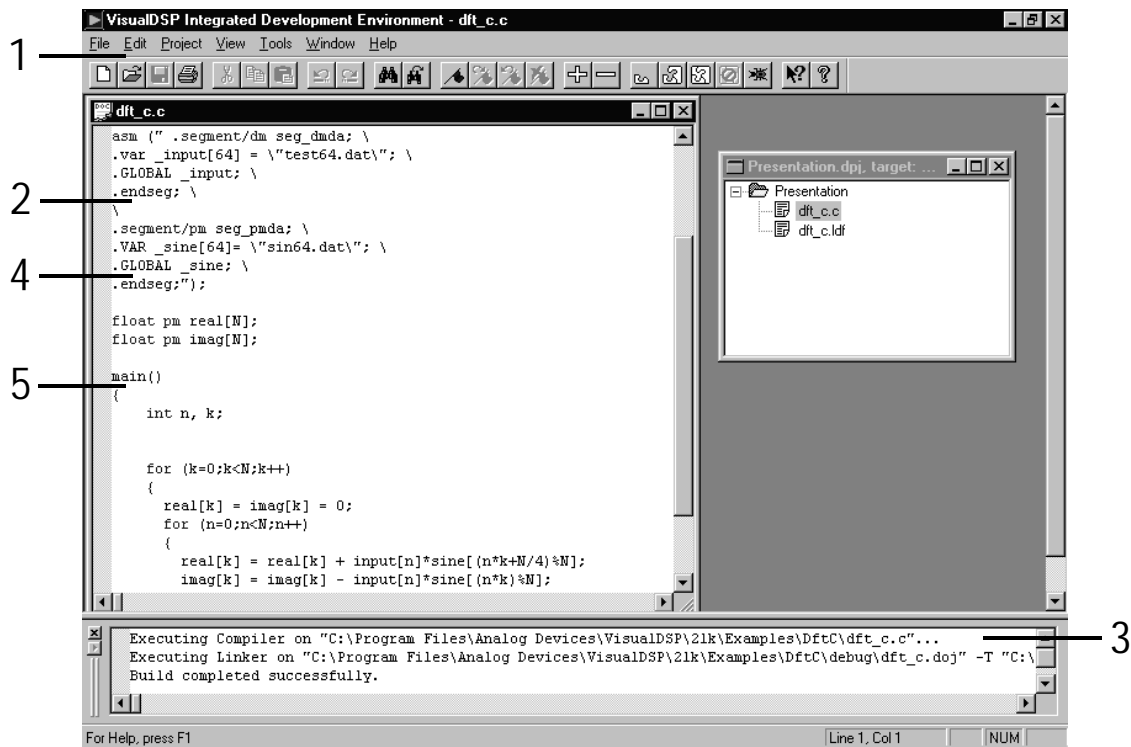 VisualDSP Integrated Development Environment - dft_c.c
File Edit Project View Tools Window Help
1
dft_c.c
asm (" .segment/dm seg_dmda; \
.var _input[64] = \"test64.dat\"; \
.GLOBAL _input; \
.endseg; \
\
.segment/pm seg_pmda; \
.VAR _sine[64]= \"sin64.dat\"; \
.GLOBAL _sine; \
.endseg;");
float pm real[N];
float pm imag[N];
main()
{
int n, k;
for (k=0;k<N;k++)
{
real[k] = imag[k] = 0;
for (n=0;n<N;n++)
{
real[k] = real[k] + input[n]*sine[(n*k+N/4)%N];
imag[k] = imag[k] - input[n]*sine[(n*k)%N];
2
4
5
Presentation.dpj, target: ...
Presentation
dft_c.c
dft_c.ldf
Executing Compiler on "C:\Program Files\Analog Devices\VisualDSP\21k\Examples\DftC\dft_c.c"...
Executing Linker on "C:\Program Files\Analog Devices\VisualDSP\21k\Examples\DftC\debug\dft_c.doj" -T "C:\
Build completed successfully.
3
For Help, press F1
Line 1, Col 1
NUM